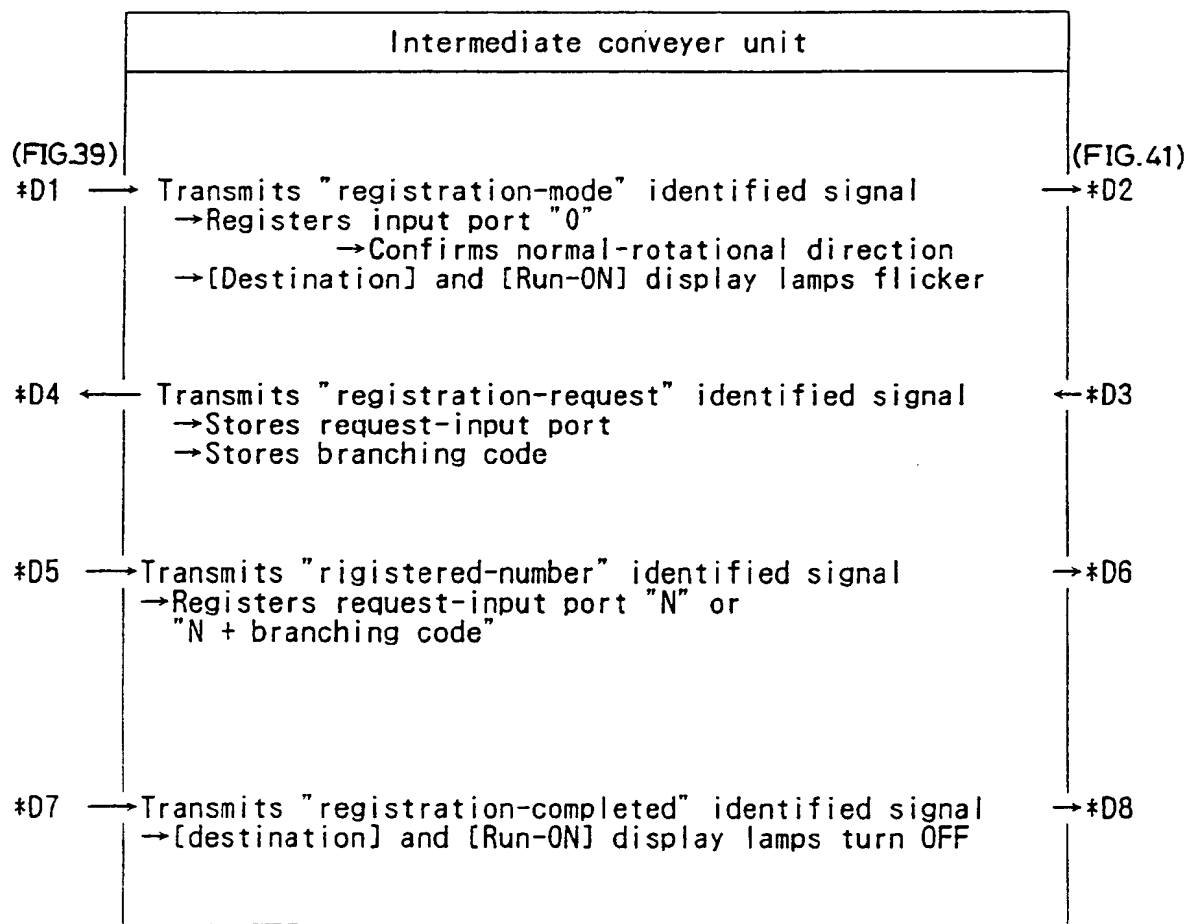 Intermediate conveyer unit
(FIG.39) (FIG.41)
*D1 → Transmits "registration-mode" identified signal → *D2
→Registers input port "0"
→Confirms normal-rotational direction
→[Destination] and [Run-ON] display lamps flicker
*D4 ← Transmits "registration-request" identified signal ← *D3
→Stores request-input port
→Stores branching code
*D5 → Transmits "rigistered-number" identified signal → *D6
→Registers request-input port "N" or
"N + branching code"
*D7 → Transmits "registration-completed" identified signal → *D8
→[destination] and [Run-ON] display lamps turn OFF